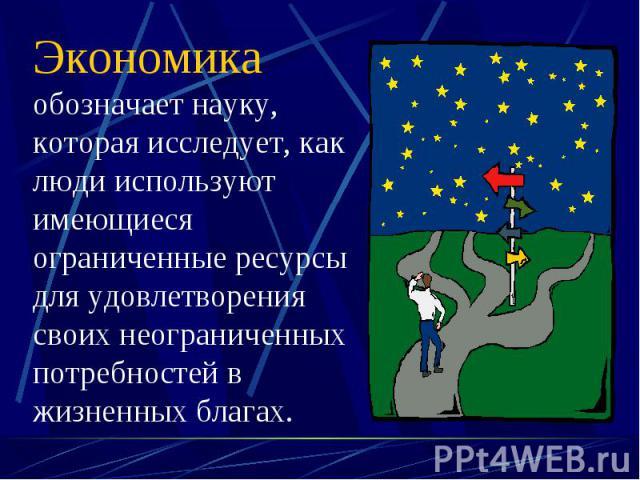 Экономика
обозначает науку,
которая исследует, как
люди используют
имеющиеся
ограниченные ресурсы
для удовлетворения
своих неограниченных
потребностей в
жизненных благах.
PPt4WEB.ru